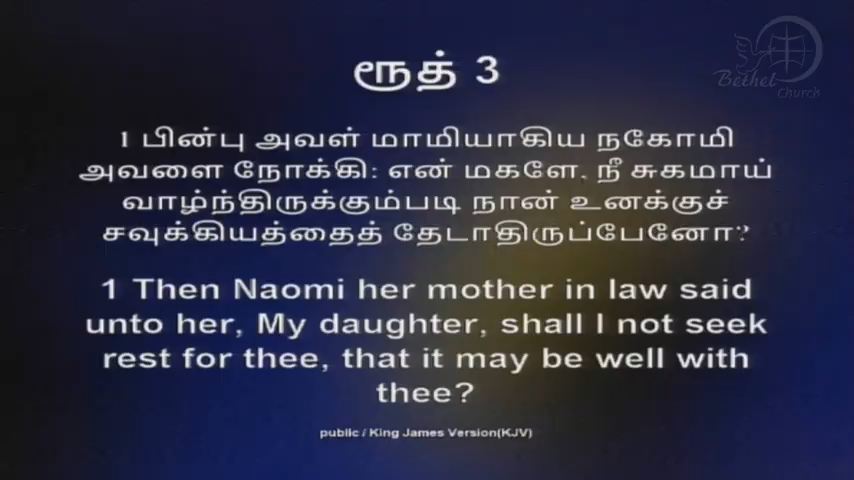 Bethel
Church
ரூத் 3
1 பின்பு அவள் மாமியாகிய நகோமி
அவளை நோக்கி: என் மகளே, நீ சுகமாய்
வாழ்ந்திருக்கும்படி நான் உனக்குச்
சவுக்கியத்தைத் தேடாதிருப்பேனோ?
1 Then Naomi her mother in law said
unto her, My daughter, shall I not seek
rest for thee, that it may be well with
thee?
public / King James Version(KJV)